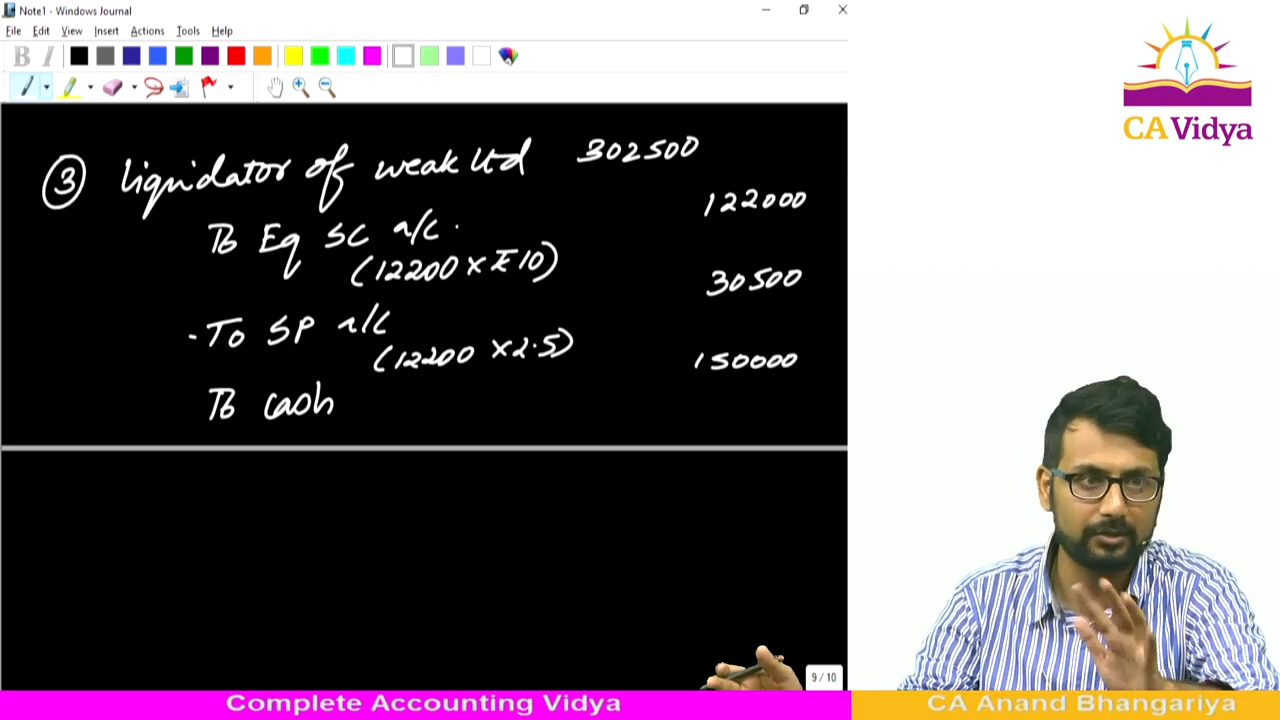 Note1 - Windows Journal
File Edit View Insert Actions Tools Help
B I
③ Liquidator of weak Ltd 302500
To Eq SC a/c. 122000
(12200 × ₹10)
- To SP a/c 30500
(12200 × 2.5)
To cash 150000
9 / 10
CA Vidya
Complete Accounting Vidya
CA Anand Bhangariya